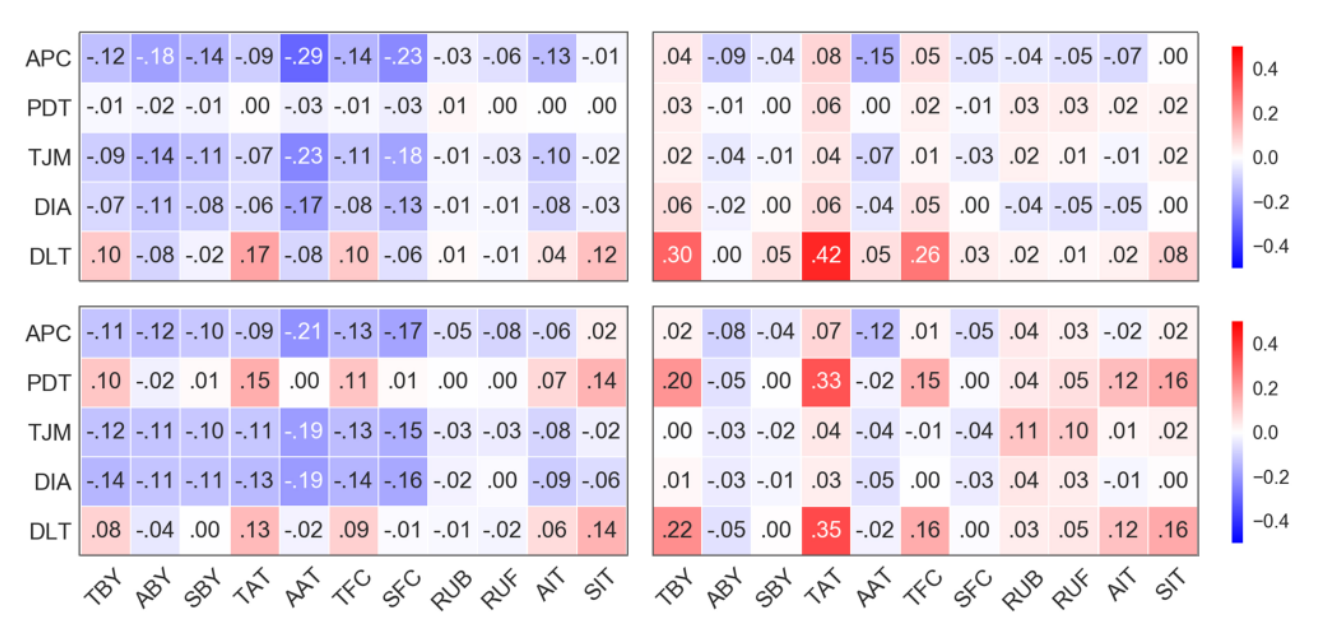 APC -.12 -.18 -.14 -.09 -.29 -.14 -.23 -.03 -.06 -.13 -.01 .04 -.09 -.04 .08 -.15 .05 -.05 -.04 -.05 -.07 .00 0.4
PDT -.01 -.02 -.01 .00 -.03 -.01 -.03 .01 .00 .00 .00 .03 -.01 .00 .06 .00 .02 -.01 .03 .03 .02 .02 0.2
TJM -.09 -.14 -.11 -.07 -.23 -.11 -.18 -.01 -.03 -.10 -.02 .02 -.04 -.01 .04 -.07 .01 -.03 .02 .01 -.01 .02 0.0
DIA -.07 -.11 -.08 -.06 -.17 -.08 -.13 -.01 -.01 -.08 -.03 .06 -.02 .00 .06 -.04 .05 .00 -.04 -.05 -.05 .00 −0.2
DLT .10 -.08 -.02 .17 -.08 .10 -.06 .01 -.01 .04 .12 .30 .00 .05 .42 .05 .26 .03 .02 .01 .02 .08 −0.4
APC -.11 -.12 -.10 -.09 -.21 -.13 -.17 -.05 -.08 -.06 .02 .02 -.08 -.04 .07 -.12 .01 -.05 .04 .03 -.02 .02 0.4
PDT .10 -.02 .01 .15 .00 .11 .01 .00 .00 .07 .14 .20 -.05 .00 .33 -.02 .15 .00 .04 .05 .12 .16 0.2
TJM -.12 -.11 -.10 -.11 -.19 -.13 -.15 -.03 -.03 -.08 -.02 .00 -.03 -.02 .04 -.04 -.01 -.04 .11 .10 .01 .02 0.0
DIA -.14 -.11 -.11 -.13 -.19 -.14 -.16 -.02 .00 -.09 -.06 .01 -.03 -.01 .03 -.05 .00 -.03 .04 .03 -.01 .00 −0.2
DLT .08 -.04 .00 .13 -.02 .09 -.01 -.01 -.02 .06 .14 .22 -.05 .00 .35 -.02 .16 .00 .03 .05 .12 .16 −0.4
TBY ABY SBY TAT AAT TFC SFC RUB RUF AIT SIT TBY ABY SBY TAT AAT TFC SFC RUB RUF AIT SIT